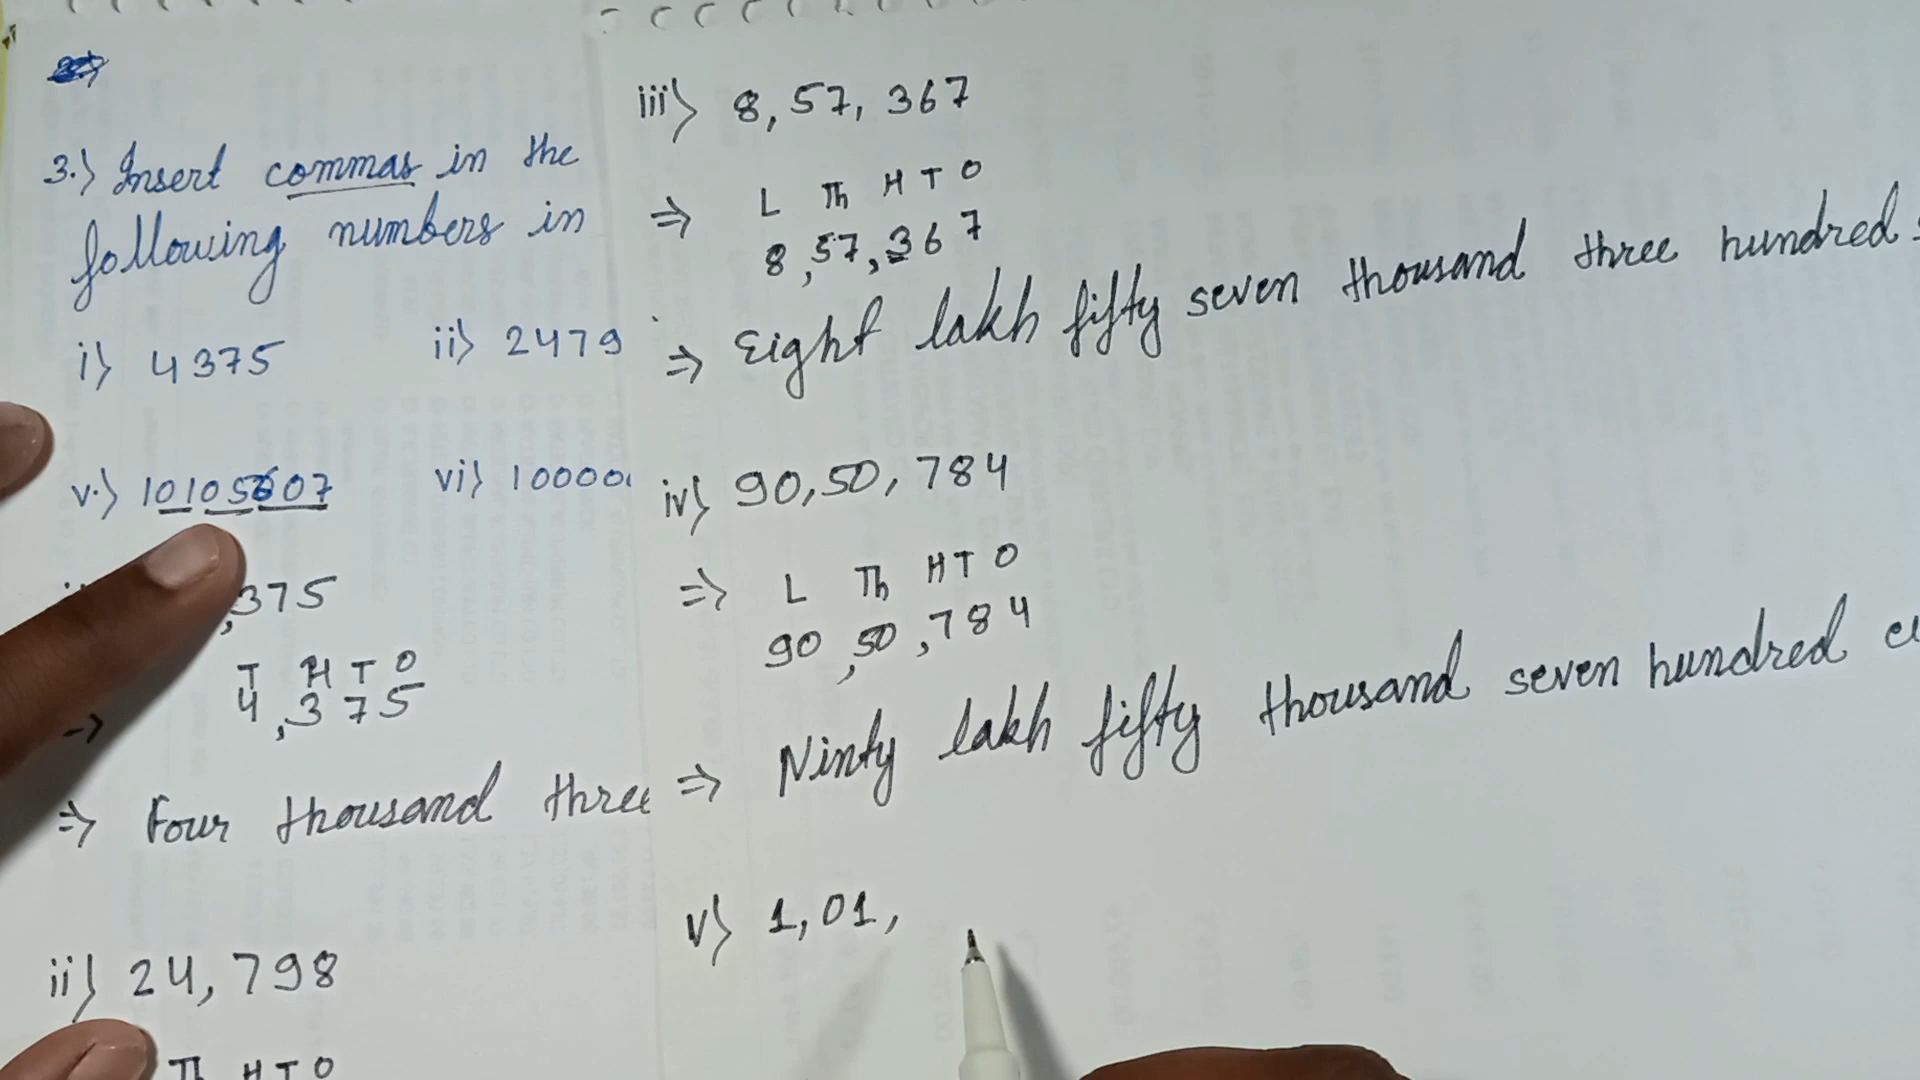 3.) Insert commas in the
following numbers in
i) 4375 ii) 2479
v.) 10105607 vi) 10000
,375
T H T O
4,375
⇒ Four thousand three
ii) 24,798
Th H T O
iii) 8,57,367
⇒ L Th H T O
8,57,367
⇒ Eight lakh fifty seven thousand three hundred
iv) 90,50,784
⇒ L Th H T O
90,50,784
⇒ Ninty lakh fifty thousand seven hundred
v) 1,01,